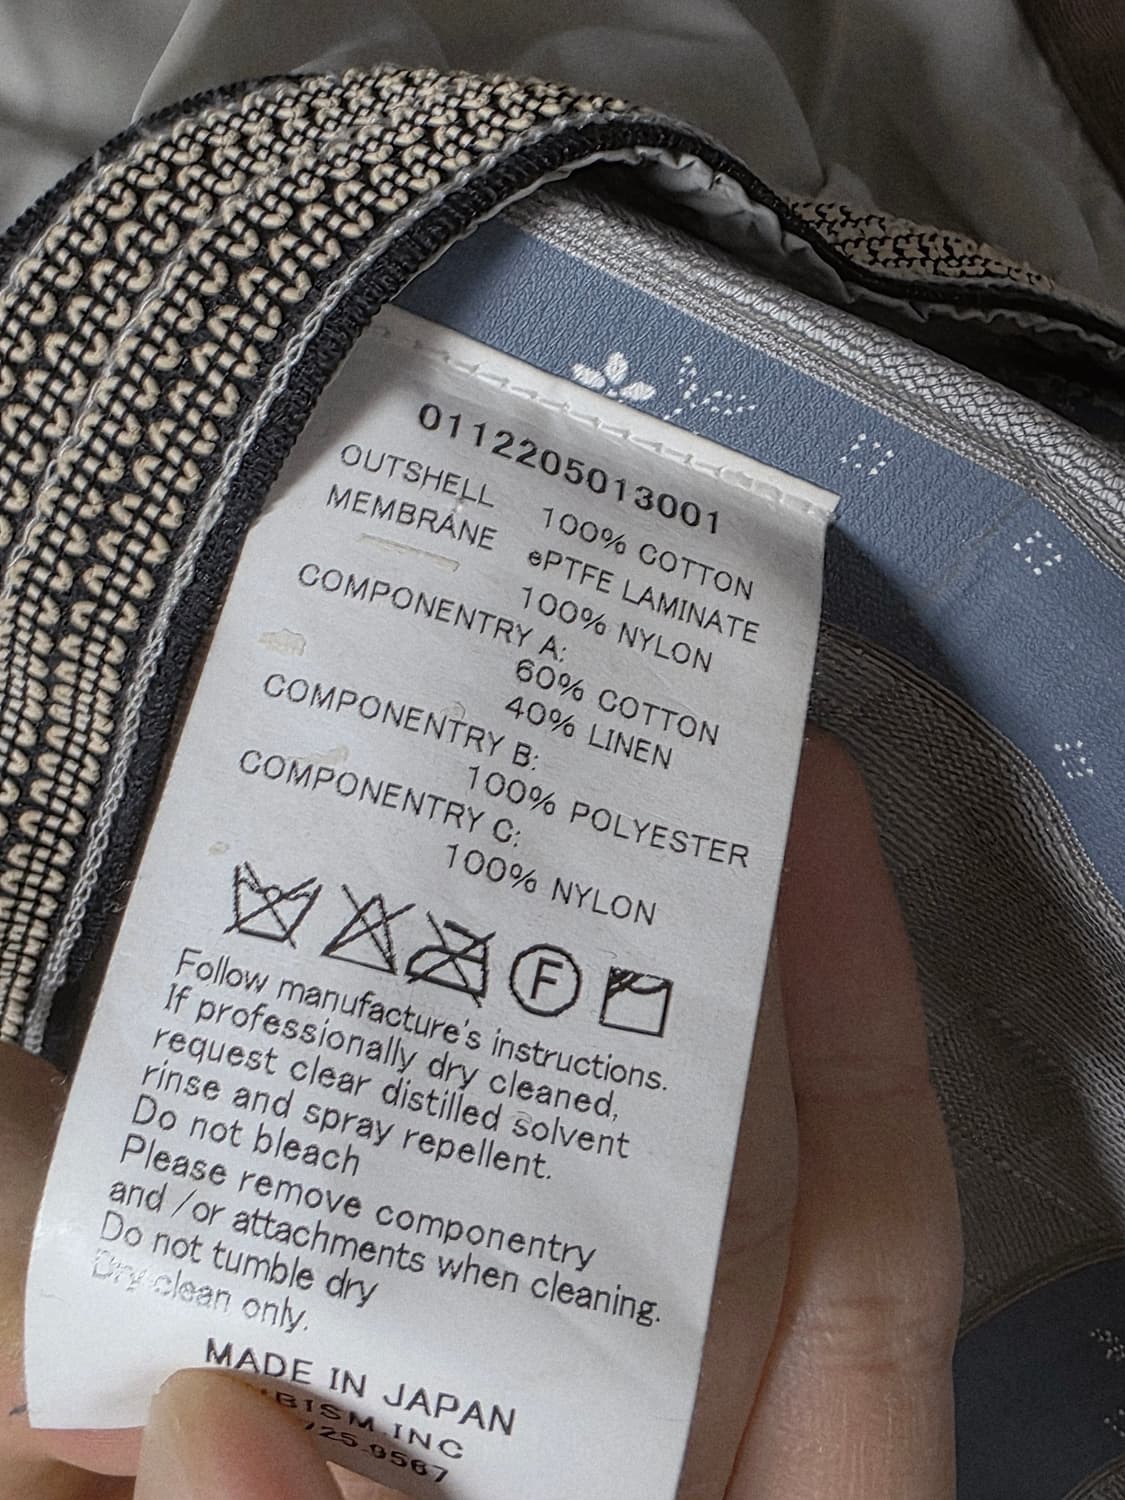 0112205013001
OUTSHELL 100% COTTON
MEMBRANE ePTFE LAMINATE
100% NYLON
COMPONENTRY A:
60% COTTON
40% LINEN
COMPONENTRY B:
100% POLYESTER
COMPONENTRY C:
100% NYLON
F
Follow manufacture's instructions.
If professionally dry cleaned,
request clear distilled solvent
rinse and spray repellent.
Do not bleach
Please remove componentry
and /or attachments when cleaning.
Do not tumble dry
Dry clean only.
MADE IN JAPAN
INC